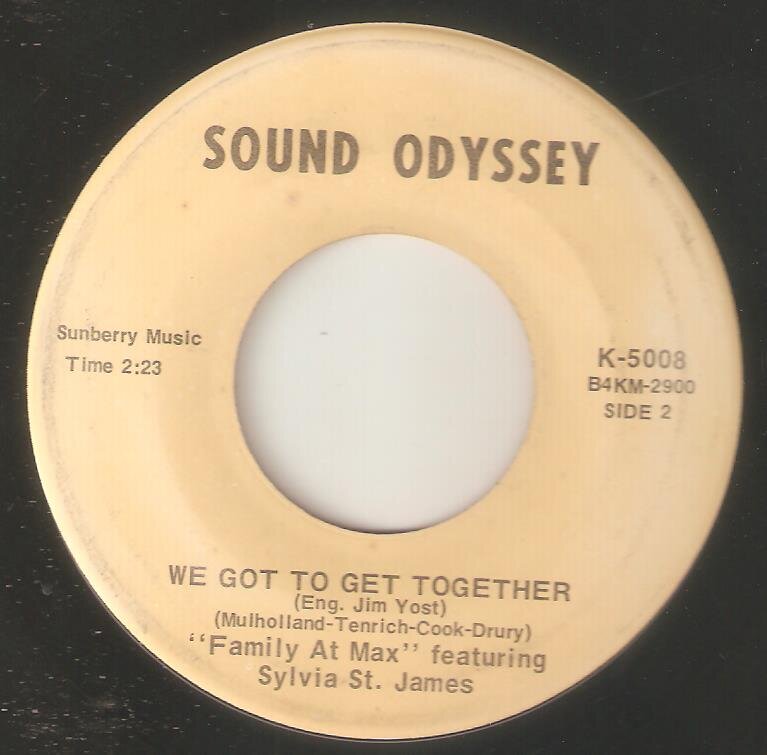 SOUND ODYSSEY
Sunberry Music
Time 2:23
K-5008
B4KM-2900
SIDE 2
WE GOT TO GET TOGETHER
(Eng. Jim Yost)
(Mulholland-Tenrich-Cook-Drury)
“Family At Max” featuring
Sylvia St. James